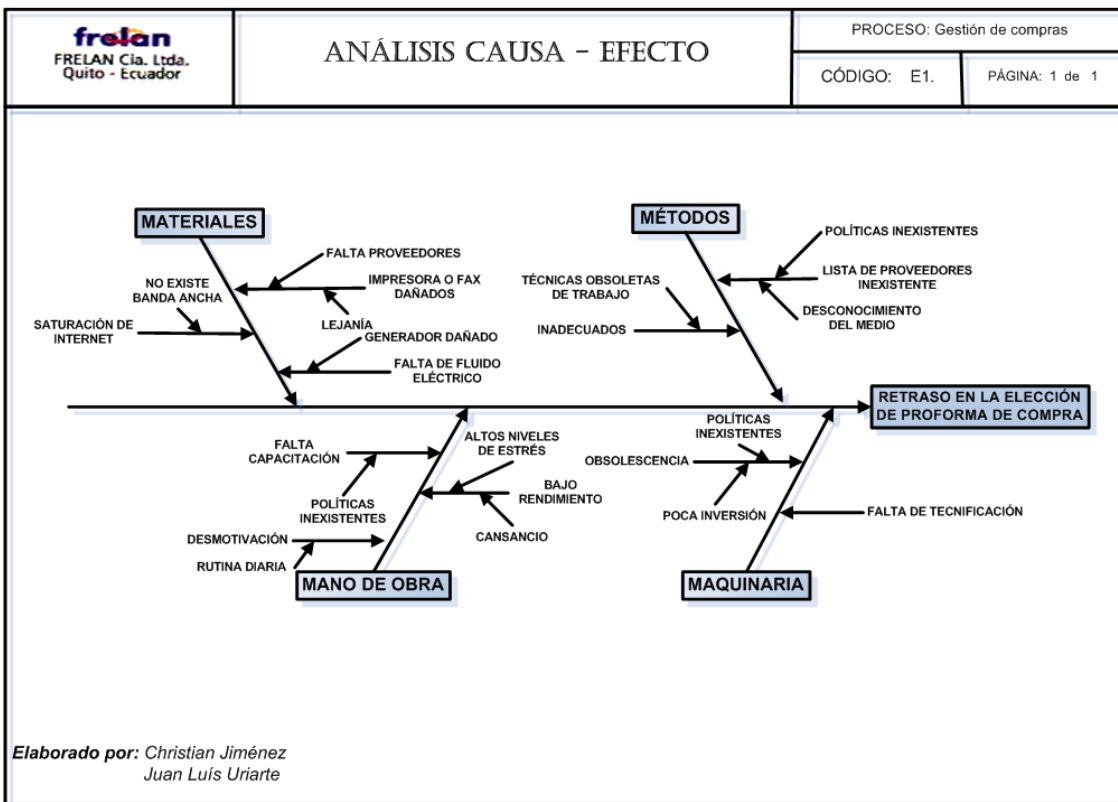 frelan
FRELAN Cia. Ltda.
Quito - Ecuador
ANÁLISIS CAUSA - EFECTO
PROCESO: Gestión de compras
CÓDIGO: E1.
PÁGINA: 1 de 1
MATERIALES
FALTA PROVEEDORES
NO EXISTE
BANDA ANCHA
IMPRESORA O FAX
DAÑADOS
SATURACIÓN DE
INTERNET
LEJANÍA
GENERADOR DAÑADO
FALTA DE FLUIDO
ELÉCTRICO
MÉTODOS
POLÍTICAS INEXISTENTES
TÉCNICAS OBSOLETAS
DE TRABAJO
LISTA DE PROVEEDORES
INEXISTENTE
INADECUADOS
DESCONOCIMIENTO
DEL MEDIO
RETRASO EN LA ELECCIÓN
DE PROFORMA DE COMPRA
FALTA
CAPACITACIÓN
ALTOS NIVELES
DE ESTRÉS
POLÍTICAS
INEXISTENTES
BAJO
RENDIMIENTO
DESMOTIVACIÓN
CANSANCIO
RUTINA DIARIA
MANO DE OBRA
POLÍTICAS
INEXISTENTES
OBSOLESCENCIA
POCA INVERSIÓN
FALTA DE TECNIFICACIÓN
MAQUINARIA
Elaborado por: Christian Jiménez
Juan Luís Uriarte